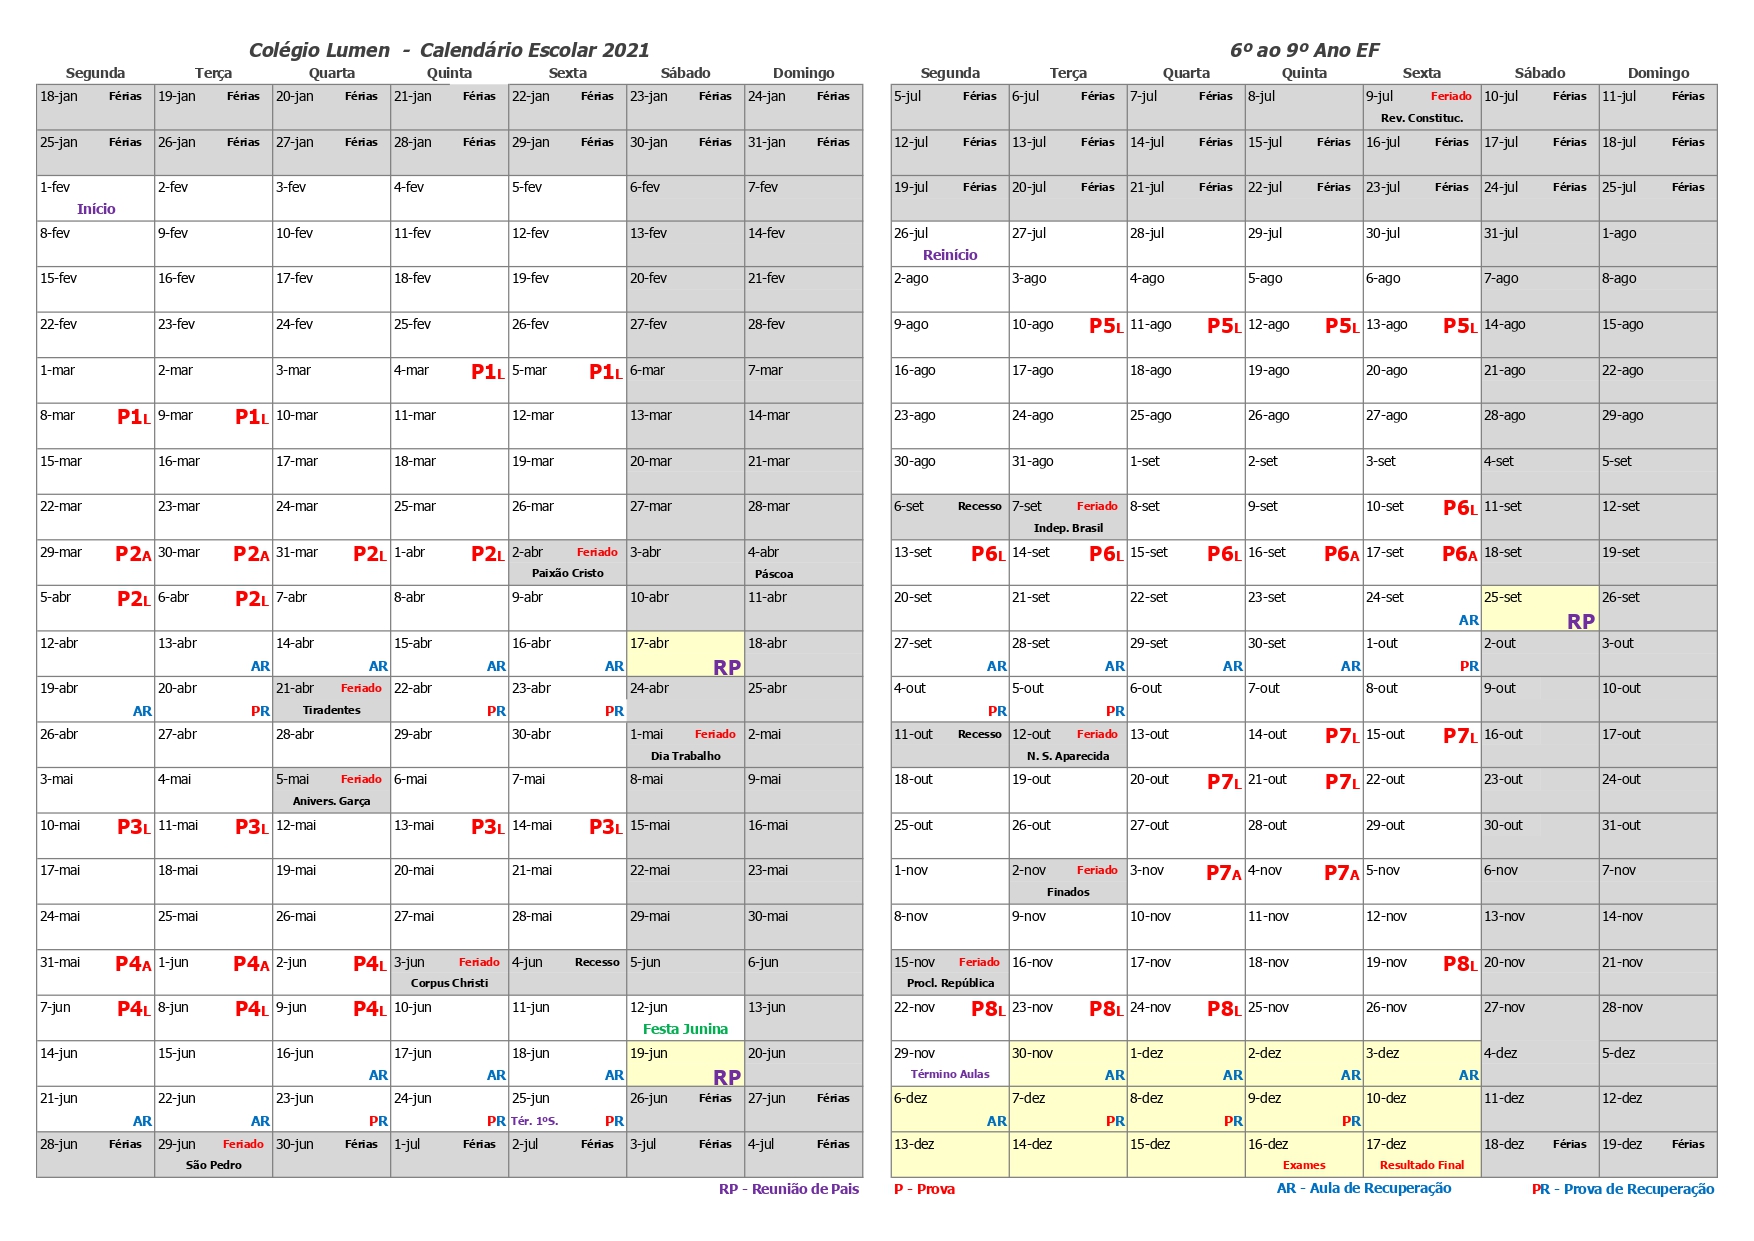 Colégio Lumen - Calendário Escolar 2021
Segunda Terça Quarta Quinta Sexta Sábado Domingo
18-jan Férias 19-jan Férias 20-jan Férias 21-jan Férias 22-jan Férias 23-jan Férias 24-jan Férias
25-jan Férias 26-jan Férias 27-jan Férias 28-jan Férias 29-jan Férias 30-jan Férias 31-jan Férias
1-fev 2-fev 3-fev 4-fev 5-fev 6-fev 7-fev
Início
8-fev 9-fev 10-fev 11-fev 12-fev 13-fev 14-fev
15-fev 16-fev 17-fev 18-fev 19-fev 20-fev 21-fev
22-fev 23-fev 24-fev 25-fev 26-fev 27-fev 28-fev
1-mar 2-mar 3-mar 4-mar P1L 5-mar P1L 6-mar 7-mar
8-mar P1L 9-mar P1L 10-mar 11-mar 12-mar 13-mar 14-mar
15-mar 16-mar 17-mar 18-mar 19-mar 20-mar 21-mar
22-mar 23-mar 24-mar 25-mar 26-mar 27-mar 28-mar
29-mar P2A 30-mar P2A 31-mar P2L 1-abr P2L 2-abr Feriado 3-abr 4-abr
Paixão Cristo Páscoa
5-abr P2L 6-abr P2L 7-abr 8-abr 9-abr 10-abr 11-abr
12-abr 13-abr 14-abr 15-abr 16-abr 17-abr 18-abr
AR AR AR AR RP
19-abr 20-abr 21-abr Feriado 22-abr 23-abr 24-abr 25-abr
AR PR Tiradentes PR PR
26-abr 27-abr 28-abr 29-abr 30-abr 1-mai Feriado 2-mai
Dia Trabalho
3-mai 4-mai 5-mai Feriado 6-mai 7-mai 8-mai 9-mai
Anivers. Garça
10-mai P3L 11-mai P3L 12-mai 13-mai P3L 14-mai P3L 15-mai 16-mai
17-mai 18-mai 19-mai 20-mai 21-mai 22-mai 23-mai
24-mai 25-mai 26-mai 27-mai 28-mai 29-mai 30-mai
31-mai P4A 1-jun P4A 2-jun P4L 3-jun Feriado 4-jun Recesso 5-jun 6-jun
Corpus Christi
7-jun P4L 8-jun P4L 9-jun P4L 10-jun 11-jun 12-jun 13-jun
Festa Junina
14-jun 15-jun 16-jun 17-jun 18-jun 19-jun 20-jun
AR AR AR RP
21-jun 22-jun 23-jun 24-jun 25-jun 26-jun Férias 27-jun Férias
AR AR PR PR Tér. 1ºS. PR
28-jun Férias 29-jun Feriado 30-jun Férias 1-jul Férias 2-jul Férias 3-jul Férias 4-jul Férias
São Pedro
RP - Reunião de Pais
6º ao 9º Ano EF
Segunda Terça Quarta Quinta Sexta Sábado Domingo
5-jul Férias 6-jul Férias 7-jul Férias 8-jul 9-jul Feriado 10-jul Férias 11-jul Férias
Rev. Constituc.
12-jul Férias 13-jul Férias 14-jul Férias 15-jul Férias 16-jul Férias 17-jul Férias 18-jul Férias
19-jul Férias 20-jul Férias 21-jul Férias 22-jul Férias 23-jul Férias 24-jul Férias 25-jul Férias
26-jul 27-jul 28-jul 29-jul 30-jul 31-jul 1-ago
Reinício
2-ago 3-ago 4-ago 5-ago 6-ago 7-ago 8-ago
9-ago 10-ago P5L 11-ago P5L 12-ago P5L 13-ago P5L 14-ago 15-ago
16-ago 17-ago 18-ago 19-ago 20-ago 21-ago 22-ago
23-ago 24-ago 25-ago 26-ago 27-ago 28-ago 29-ago
30-ago 31-ago 1-set 2-set 3-set 4-set 5-set
6-set Recesso 7-set Feriado 8-set 9-set 10-set P6L 11-set 12-set
Indep. Brasil
13-set P6L 14-set P6L 15-set P6L 16-set P6A 17-set P6A 18-set 19-set
20-set 21-set 22-set 23-set 24-set 25-set 26-set
AR RP
27-set 28-set 29-set 30-set 1-out 2-out 3-out
AR AR AR AR PR
4-out 5-out 6-out 7-out 8-out 9-out 10-out
PR PR
11-out Recesso 12-out Feriado 13-out 14-out P7L 15-out P7L 16-out 17-out
N. S. Aparecida
18-out 19-out 20-out P7L 21-out P7L 22-out 23-out 24-out
25-out 26-out 27-out 28-out 29-out 30-out 31-out
1-nov 2-nov Feriado 3-nov P7A 4-nov P7A 5-nov 6-nov 7-nov
Finados
8-nov 9-nov 10-nov 11-nov 12-nov 13-nov 14-nov
15-nov Feriado 16-nov 17-nov 18-nov 19-nov P8L 20-nov 21-nov
Procl. República
22-nov P8L 23-nov P8L 24-nov P8L 25-nov 26-nov 27-nov 28-nov
29-nov 30-nov 1-dez 2-dez 3-dez 4-dez 5-dez
Término Aulas AR AR AR AR
6-dez 7-dez 8-dez 9-dez 10-dez 11-dez 12-dez
AR PR PR PR
13-dez 14-dez 15-dez 16-dez 17-dez 18-dez Férias 19-dez Férias
Exames Resultado Final
P - Prova AR - Aula de Recuperação PR - Prova de Recuperação